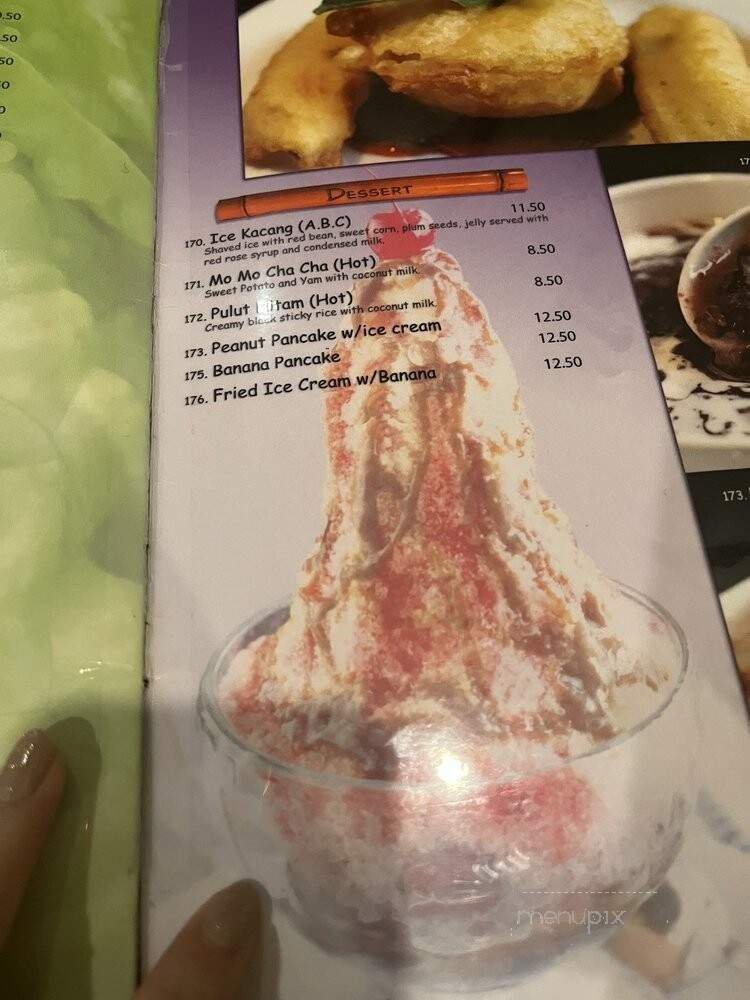 .50
.50
DESSERT
170. Ice Kacang (A.B.C) 11.50
Shaved ice with red bean, sweet corn, plum seeds, jelly served with
red rose syrup and condensed milk.
171. Mo Mo Cha Cha (Hot) 8.50
Sweet Potato and Yam with coconut milk.
172. Pulut Hitam (Hot) 8.50
Creamy black sticky rice with coconut milk.
173. Peanut Pancake w/ice cream 12.50
175. Banana Pancake 12.50
176. Fried Ice Cream w/Banana 12.50
173.
menupix